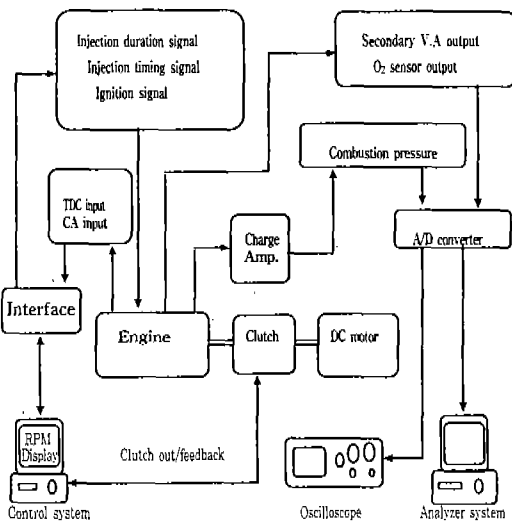 Injection duration signal
Injection timing signal
Ignition signal
Secondary V.A output
O₂ sensor output
Combustion pressure
TDC input
CA input
Charge
Amp.
A/D converter
Interface
Engine
Clutch
DC motor
RPM
Display
Clutch out/feedback
Control system
Oscilloscope
Analyzer system